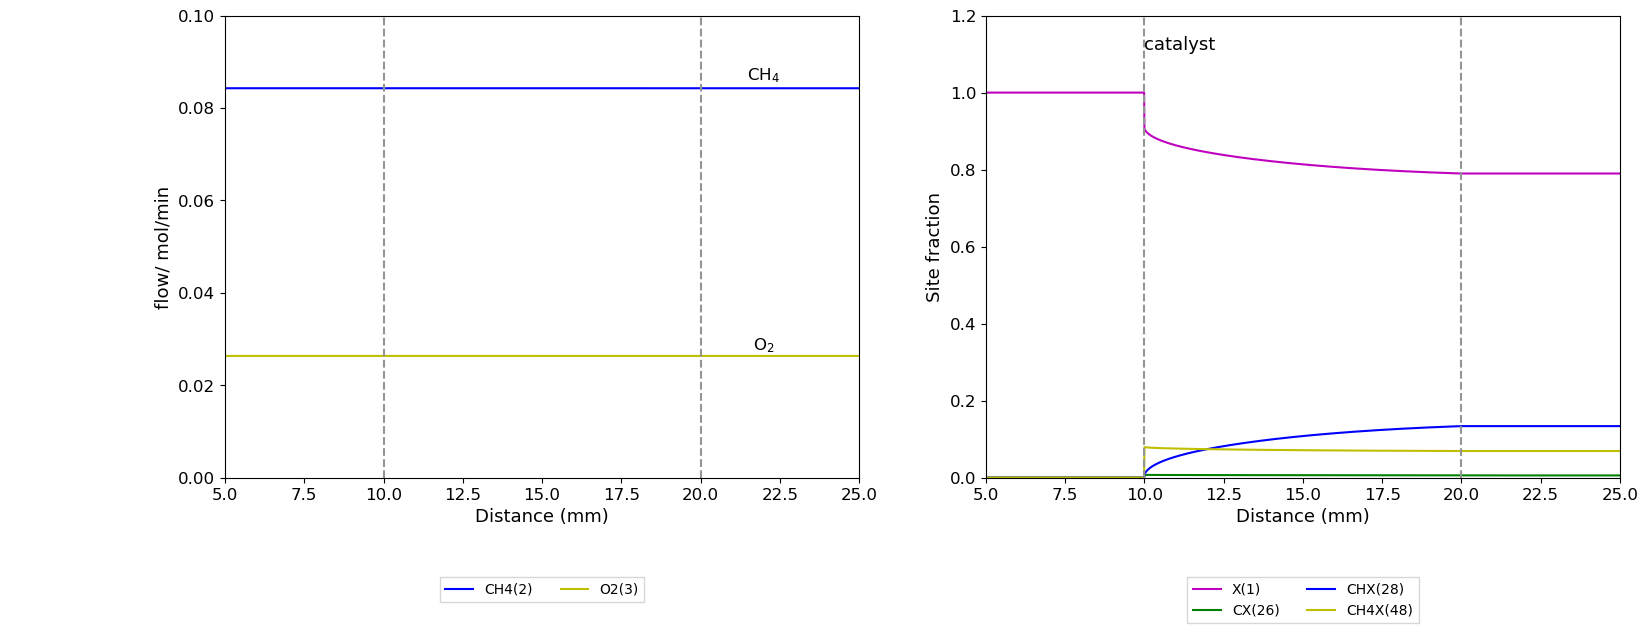 0.10
0.08
0.06
0.04
0.02
0.00
flow/ mol/min
CH₄
O₂
5.0 7.5 10.0 12.5 15.0 17.5 20.0 22.5 25.0
Distance (mm)
CH4(2) O2(3)
1.2
1.0
0.8
0.6
0.4
0.2
0.0
Site fraction
catalyst
5.0 7.5 10.0 12.5 15.0 17.5 20.0 22.5 25.0
Distance (mm)
X(1) CHX(28)
CX(26) CH4X(48)